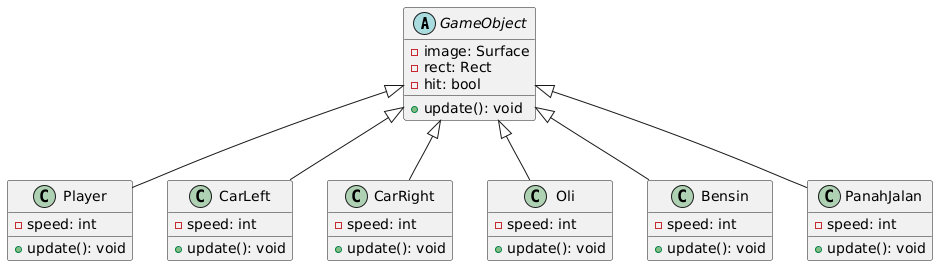 A GameObject
image: Surface
rect: Rect
hit: bool
update(): void
C Player
speed: int
update(): void
C CarLeft
speed: int
update(): void
C CarRight
speed: int
update(): void
C Oli
speed: int
update(): void
C Bensin
speed: int
update(): void
C PanahJalan
speed: int
update(): void